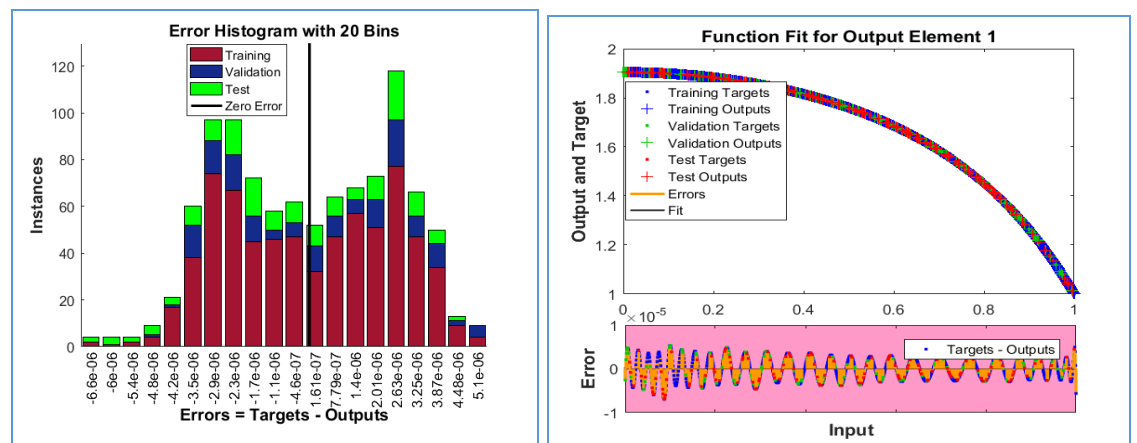 Error Histogram with 20 Bins
Training
Validation
Test
Zero Error
Instances
0
20
40
60
80
100
120
-6.6e-06
-6e-06
-5.4e-06
-4.8e-06
-4.2e-06
-3.5e-06
-2.9e-06
-2.3e-06
-1.7e-06
-1.1e-06
-4.6e-07
1.61e-07
7.79e-07
1.4e-06
2.01e-06
2.63e-06
3.25e-06
3.87e-06
4.48e-06
5.1e-06
Errors = Targets - Outputs
Function Fit for Output Element 1
Output and Target
2
1.8
1.6
1.4
1.2
1
Training Targets
Training Outputs
Validation Targets
Validation Outputs
Test Targets
Test Outputs
Errors
Fit
0
0.2
0.4
0.6
0.8
1
× 10^-5
Error
1
0
-1
Targets - Outputs
Input